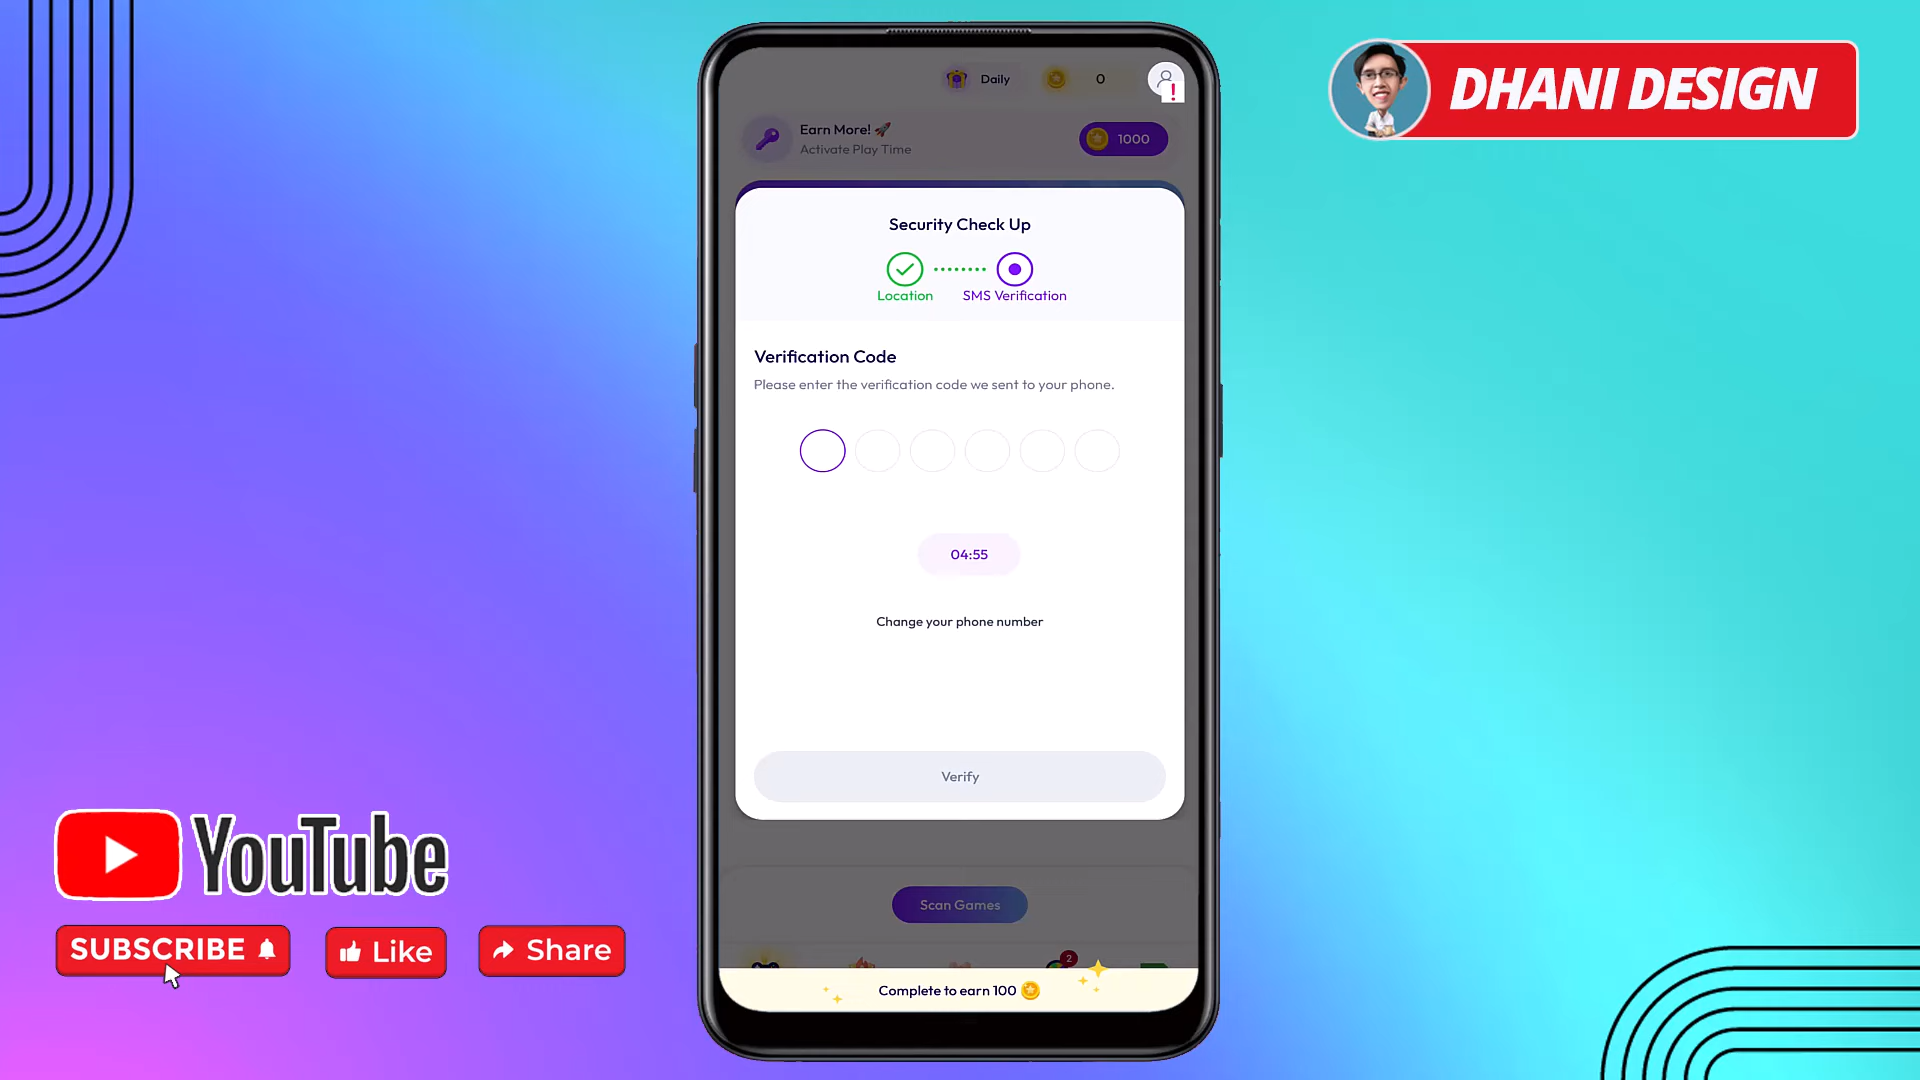 DHANI DESIGN
Daily
0
Earn More! 🚀
Activate Play Time
1000
Security Check Up
Location
SMS Verification
Verification Code
Please enter the verification code we sent to your phone.
04:55
Change your phone number
Verify
Scan Games
2
Complete to earn 100
YouTube
SUBSCRIBE
Like
Share